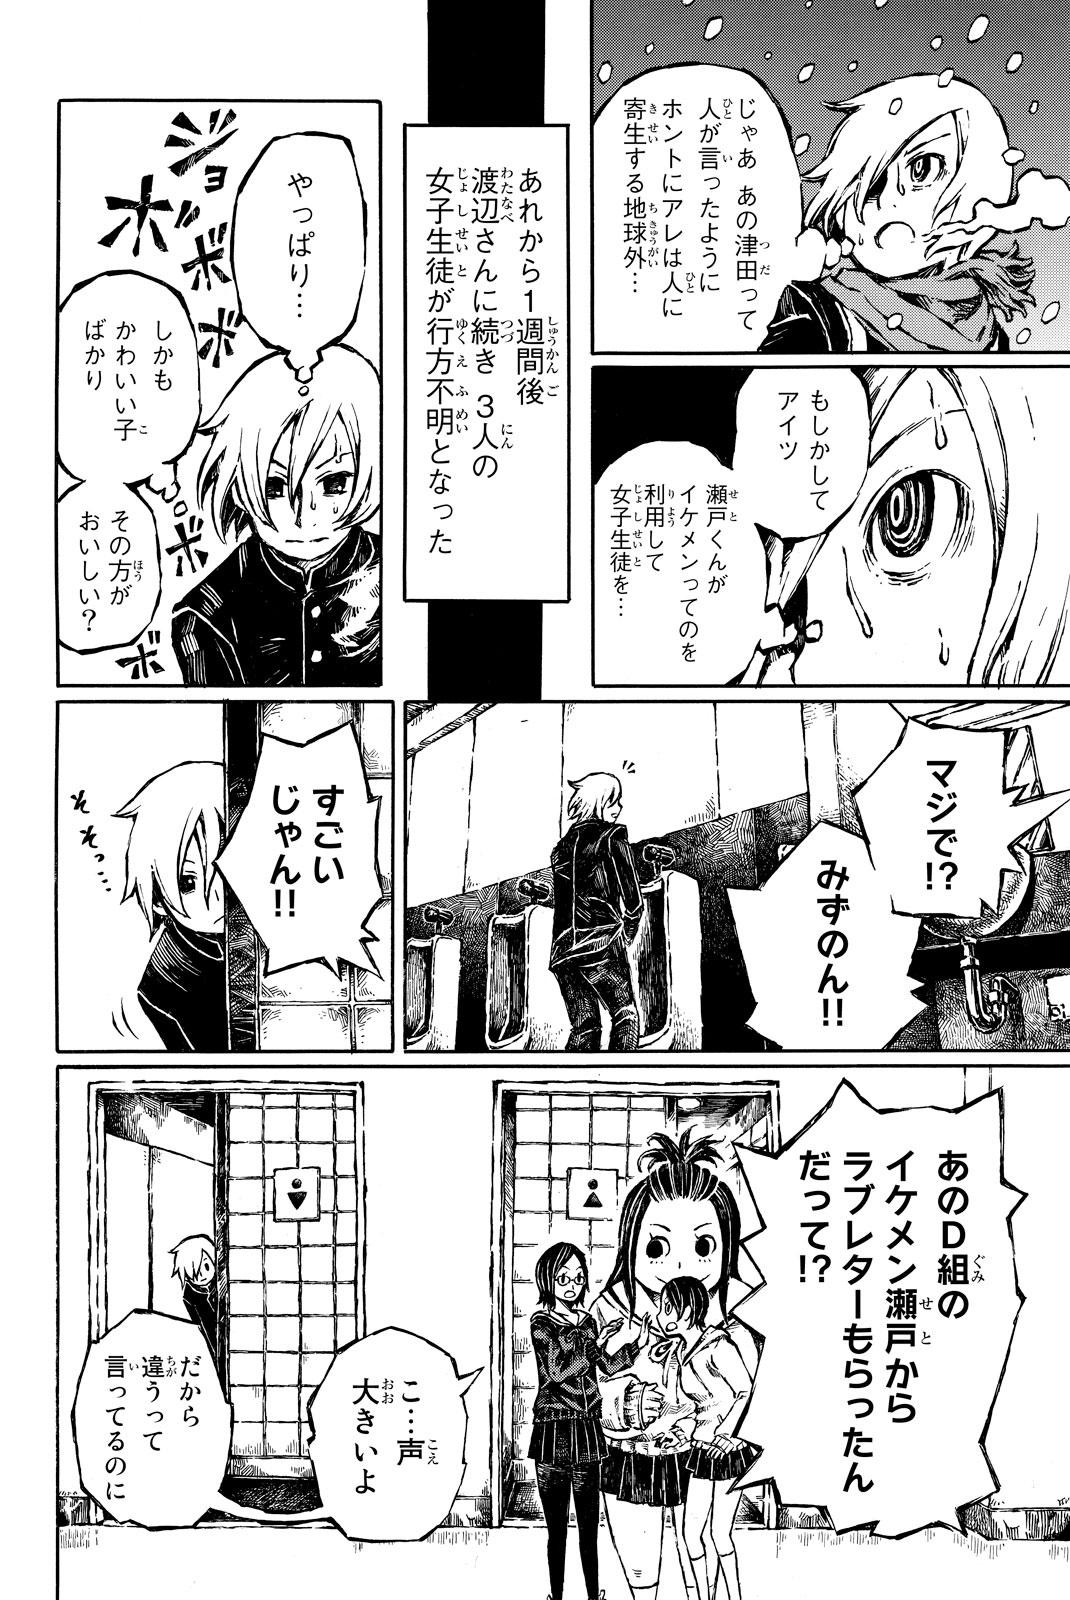 じゃあ あの津田って
人が言ったように
ホントにアレは人に
寄生する地球外…
もしかして
アイツ
瀬戸くんが
イケメンってのを
利用して
女子生徒を…
あれから1週間後
渡辺さんに続き 3人の
女子生徒が行方不明となった
やっぱり…
しかも
かわいい子
ばかり
その方が
おいしい？
ジョボボボボボ
マジで!?
みずのん!!
すごい
じゃん!!
そそっ…
あのD組の
イケメン瀬戸から
ラブレターもらったん
だって!?
こ…声
大きいよ
だから
違うって
言ってるのに